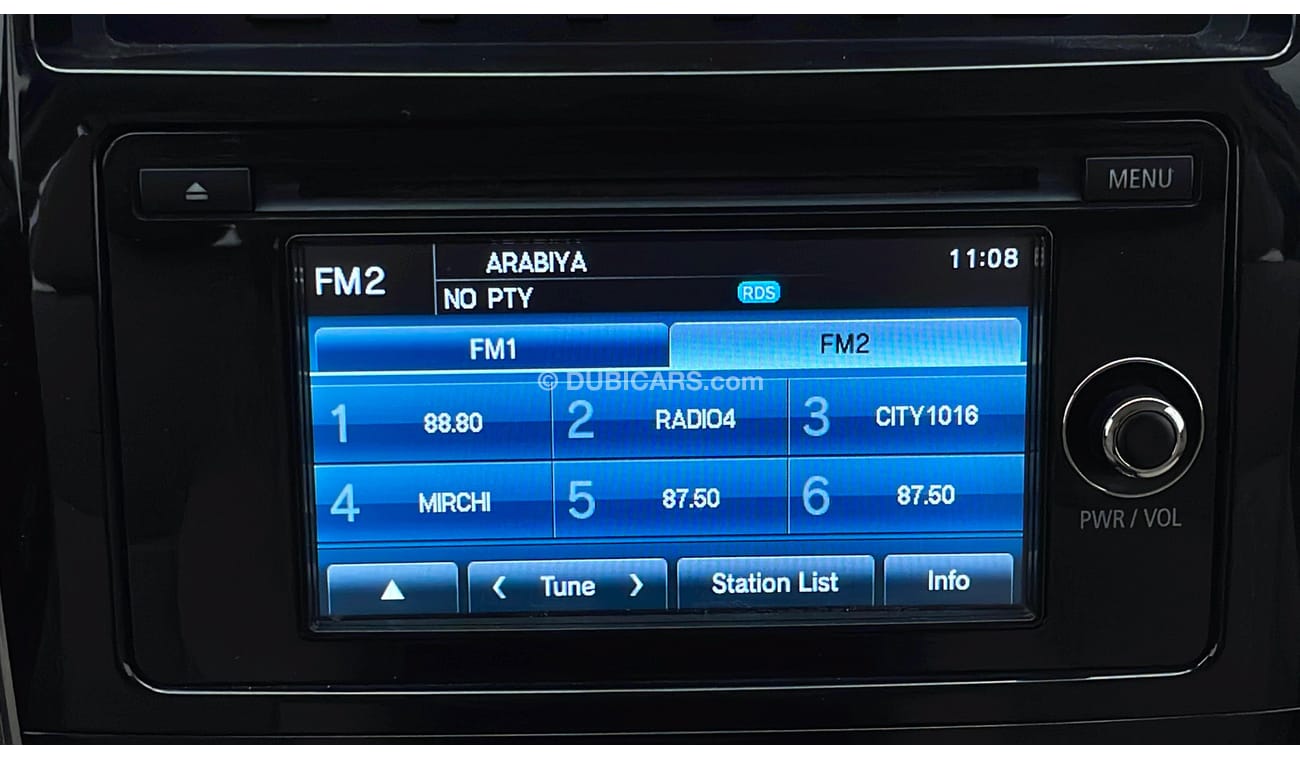 MENU
FM2
ARABIYA
11:08
NO PTY
RDS
FM1
FM2
© DUBICARS.com
1 88.80
2 RADIO4
3 CITY1016
4 MIRCHI
5 87.50
6 87.50
Tune
Station List
Info
PWR / VOL